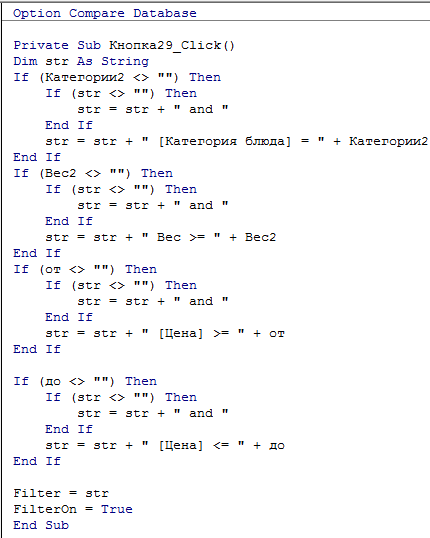 Option Compare Database
Private Sub Кнопка29_Click()
Dim str As String
If (Категории2 <> "") Then
    If (str <> "") Then
        str = str + " and "
    End If
    str = str + " [Категория блюда] = " + Категории2
End If
If (Вес2 <> "") Then
    If (str <> "") Then
        str = str + " and "
    End If
    str = str + " Вес >= " + Вес2
End If
If (от <> "") Then
    If (str <> "") Then
        str = str + " and "
    End If
    str = str + " [Цена] >= " + от
End If
If (до <> "") Then
    If (str <> "") Then
        str = str + " and "
    End If
    str = str + " [Цена] <= " + до
End If
Filter = str
FilterOn = True
End Sub